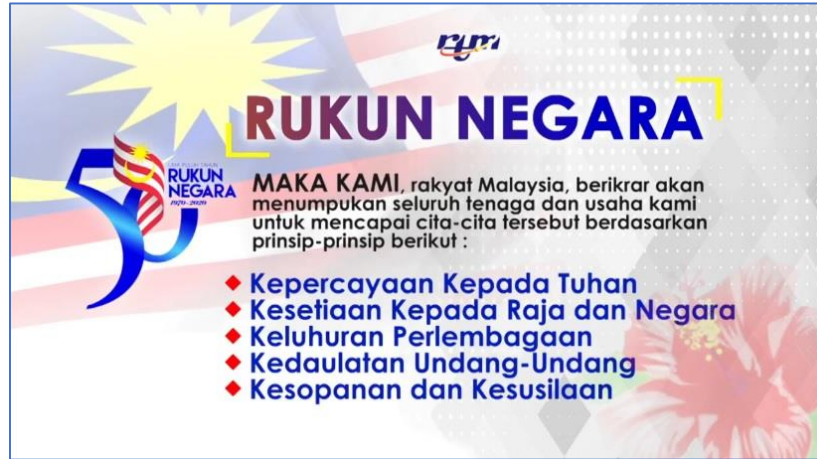 rtm
RUKUN NEGARA
50
LIMA PULUH TAHUN
RUKUN
NEGARA
1970 - 2020
MAKA KAMI, rakyat Malaysia, berikrar akan
menumpukan seluruh tenaga dan usaha kami
untuk mencapai cita-cita tersebut berdasarkan
prinsip-prinsip berikut :
Kepercayaan Kepada Tuhan
Kesetiaan Kepada Raja dan Negara
Keluhuran Perlembagaan
Kedaulatan Undang-Undang
Kesopanan dan Kesusilaan